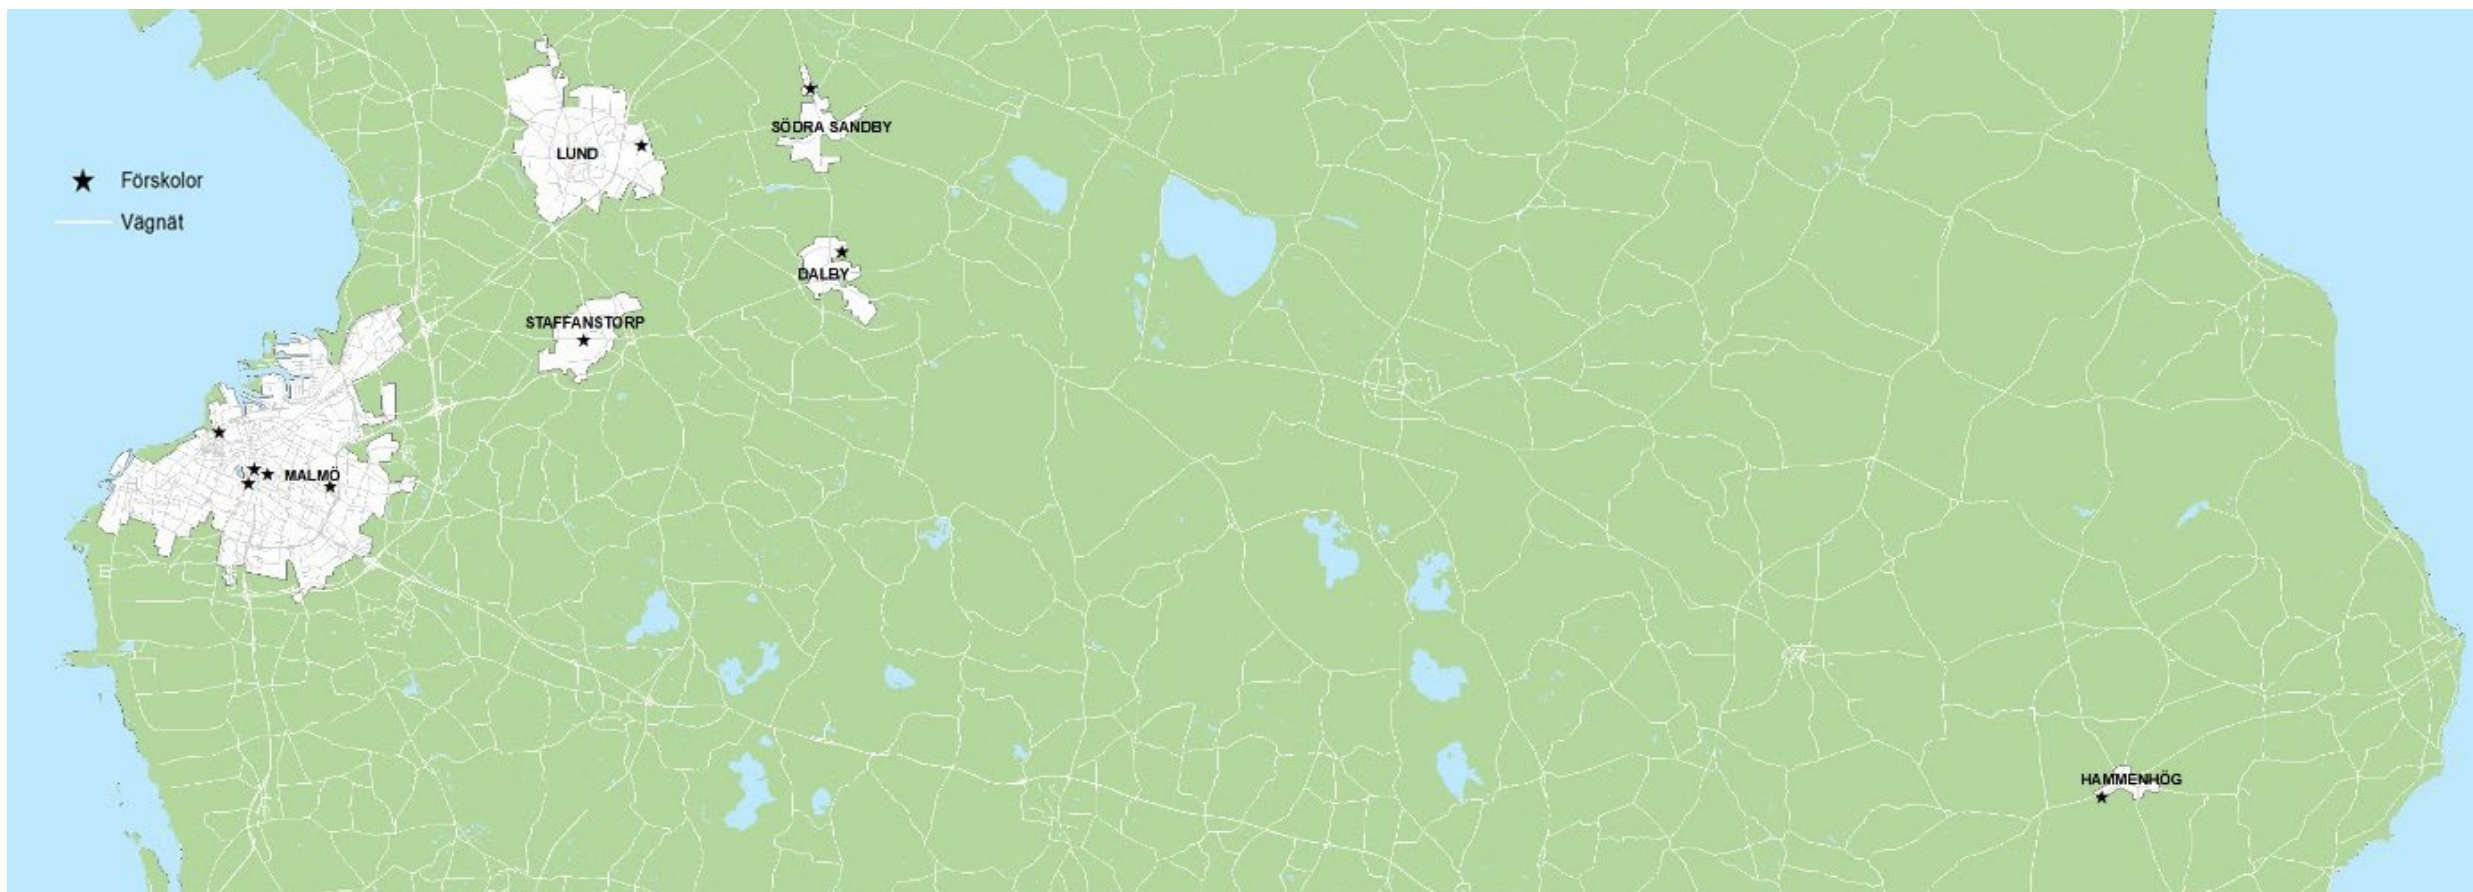 SÖDRA SANDBY
LUND
Förskolor
Vägnät
DALBY
STAFFANSTORP
MALMÖ
HAMMENHÖG